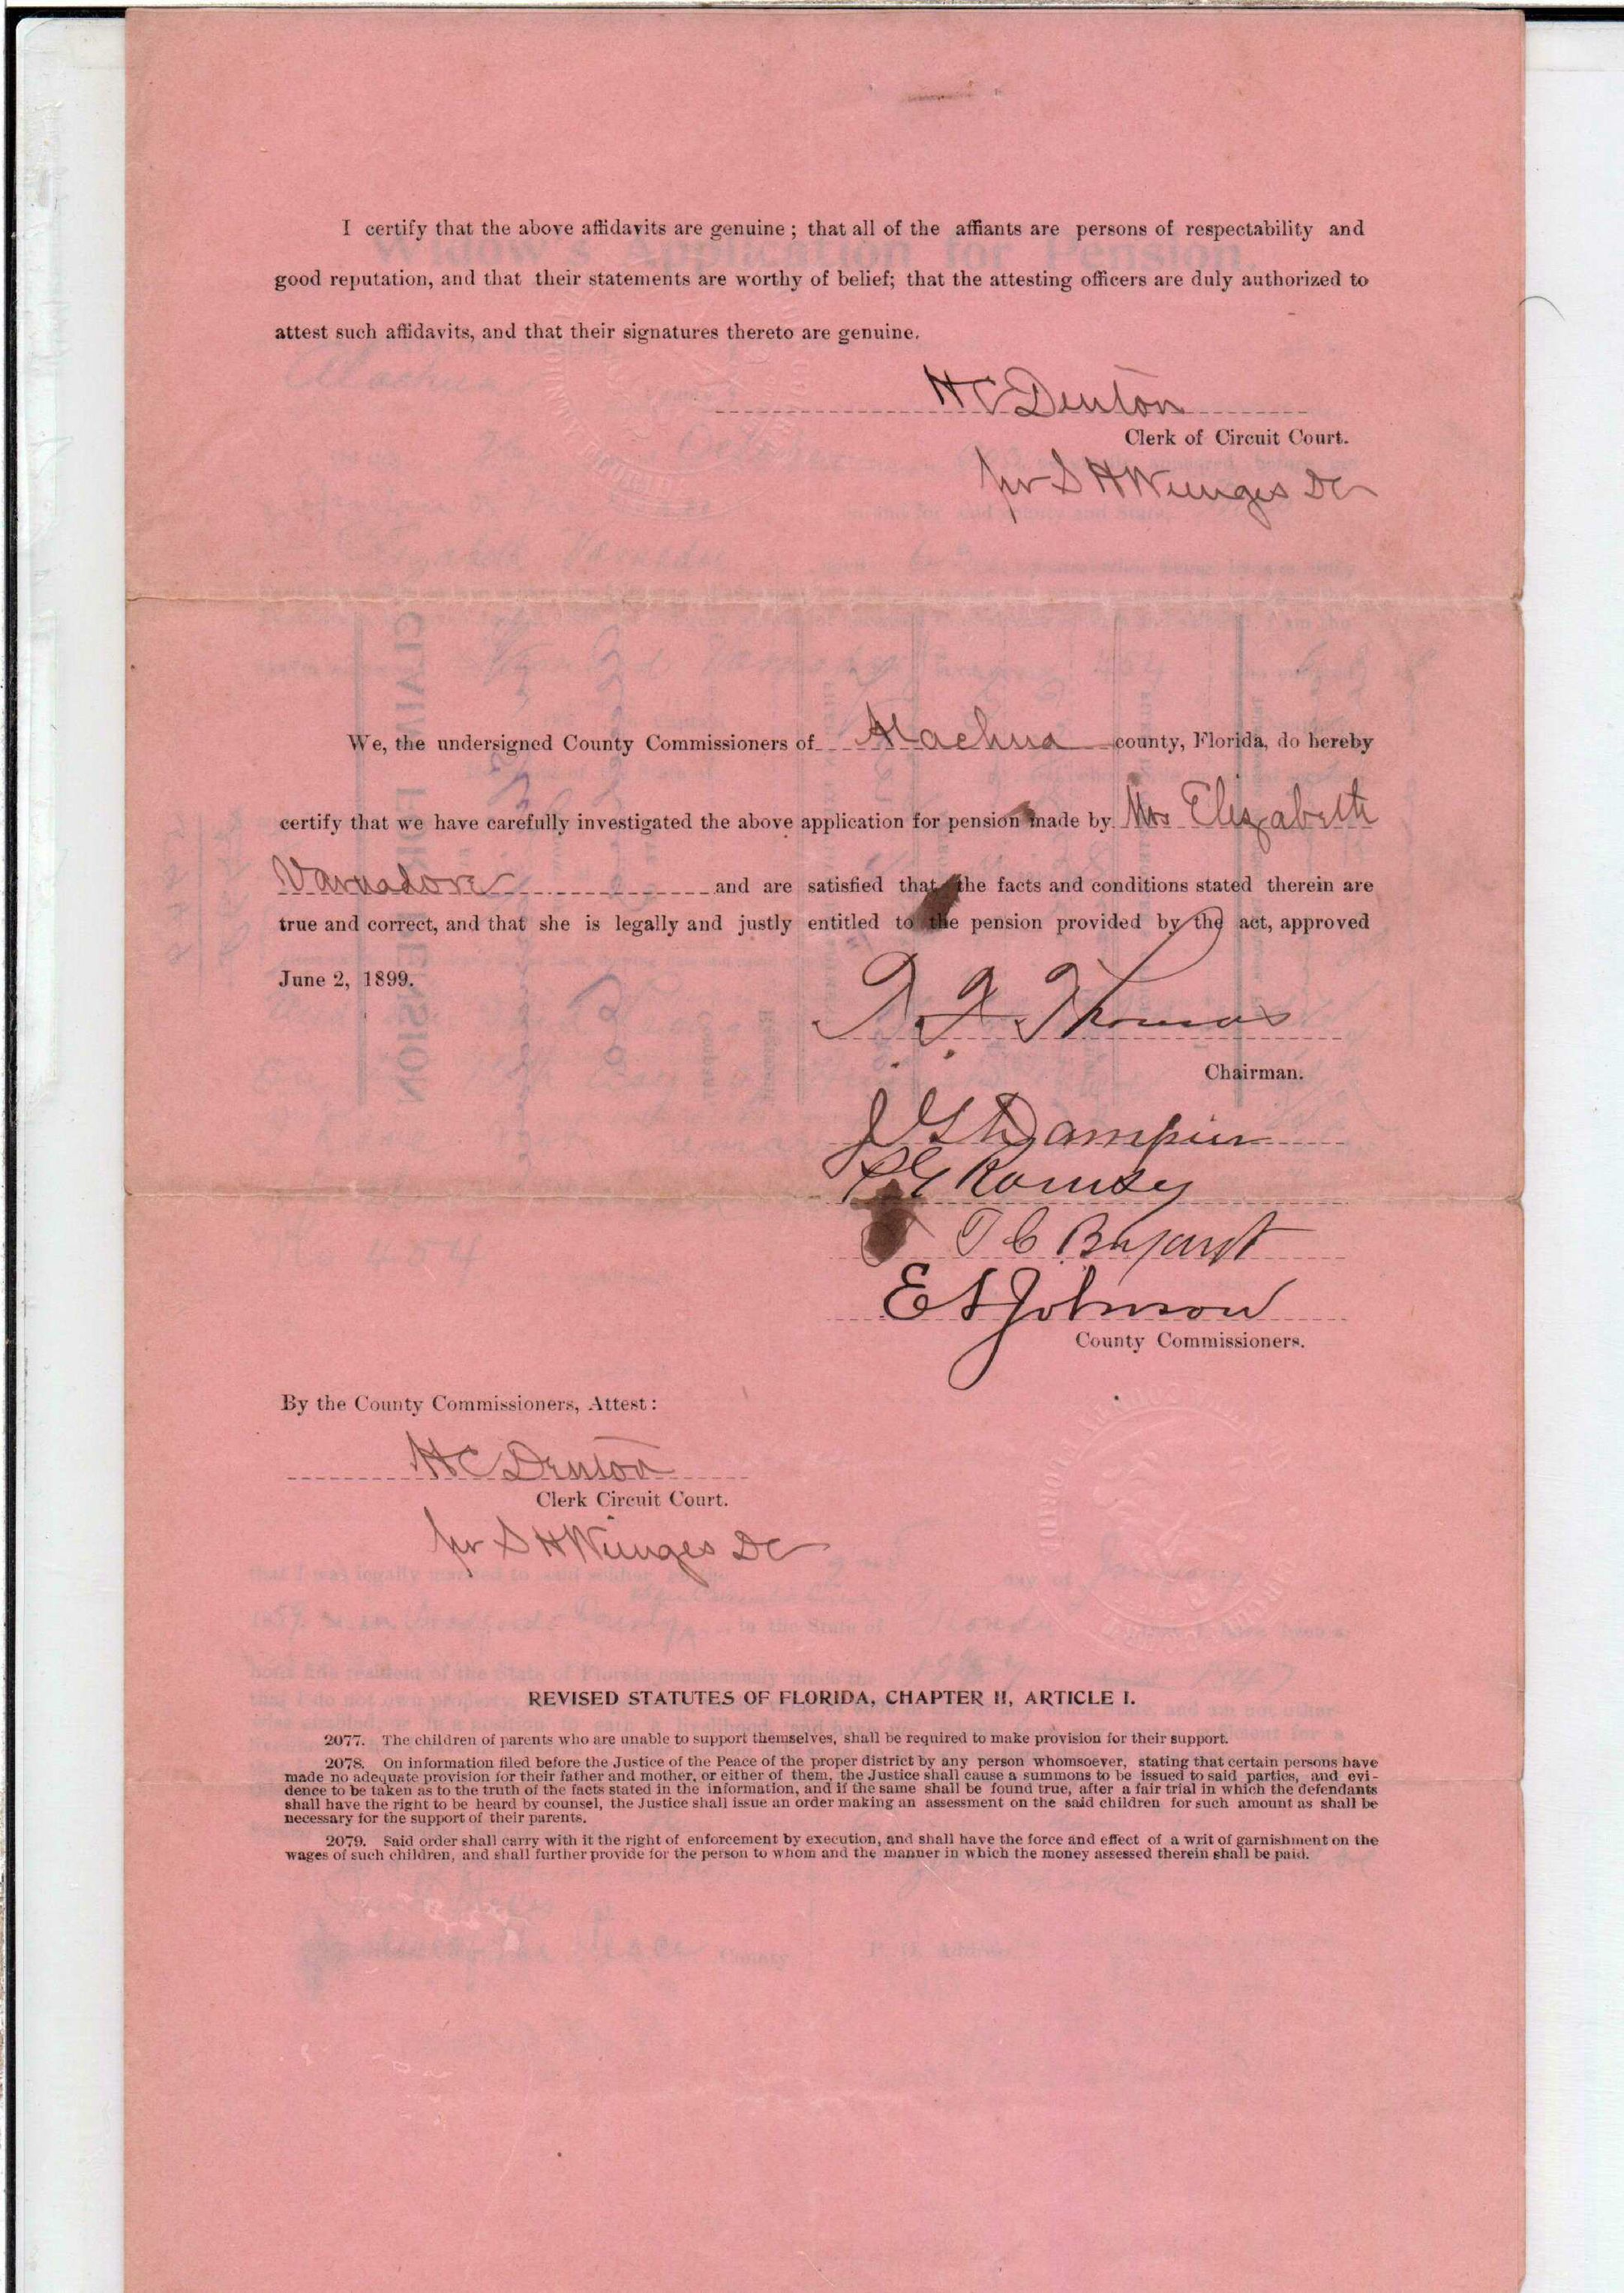 I certify that the above affidavits are genuine; that all of the affiants are persons of respectability and
good reputation, and that their statements are worthy of belief; that the attesting officers are duly authorized to
attest such affidavits, and that their signatures thereto are genuine.
H C Denton
Clerk of Circuit Court.
per S H Wienges DC
We, the undersigned County Commissioners of Alachua county, Florida, do hereby
certify that we have carefully investigated the above application for pension made by Mrs Elizabeth
Varnadore and are satisfied that the facts and conditions stated therein are
true and correct, and that she is legally and justly entitled to the pension provided by the act, approved
June 2, 1899.
Thomas
Chairman.
Dampier
Ramsey
T C
E S Johnson
County Commissioners.
By the County Commissioners, Attest:
H C Denton
Clerk Circuit Court.
per S H Wienges DC
REVISED STATUTES OF FLORIDA, CHAPTER II, ARTICLE I.
2077. The children of parents who are unable to support themselves, shall be required to make provision for their support.
2078. On information filed before the Justice of the Peace of the proper district by any person whomsoever, stating that certain persons have
made no adequate provision for their father and mother, or either of them, the Justice shall cause a summons to be issued to said parties, and evi-
dence to be taken as to the truth of the facts stated in the information, and if the same shall be found true, after a fair trial in which the defendants
shall have the right to be heard by counsel, the Justice shall issue an order making an assessment on the said children for such amount as shall be
necessary for the support of their parents.
2079. Said order shall carry with it the right of enforcement by execution, and shall have the force and effect of a writ of garnishment on the
wages of such children, and shall further provide for the person to whom and the manner in which the money assessed therein shall be paid.